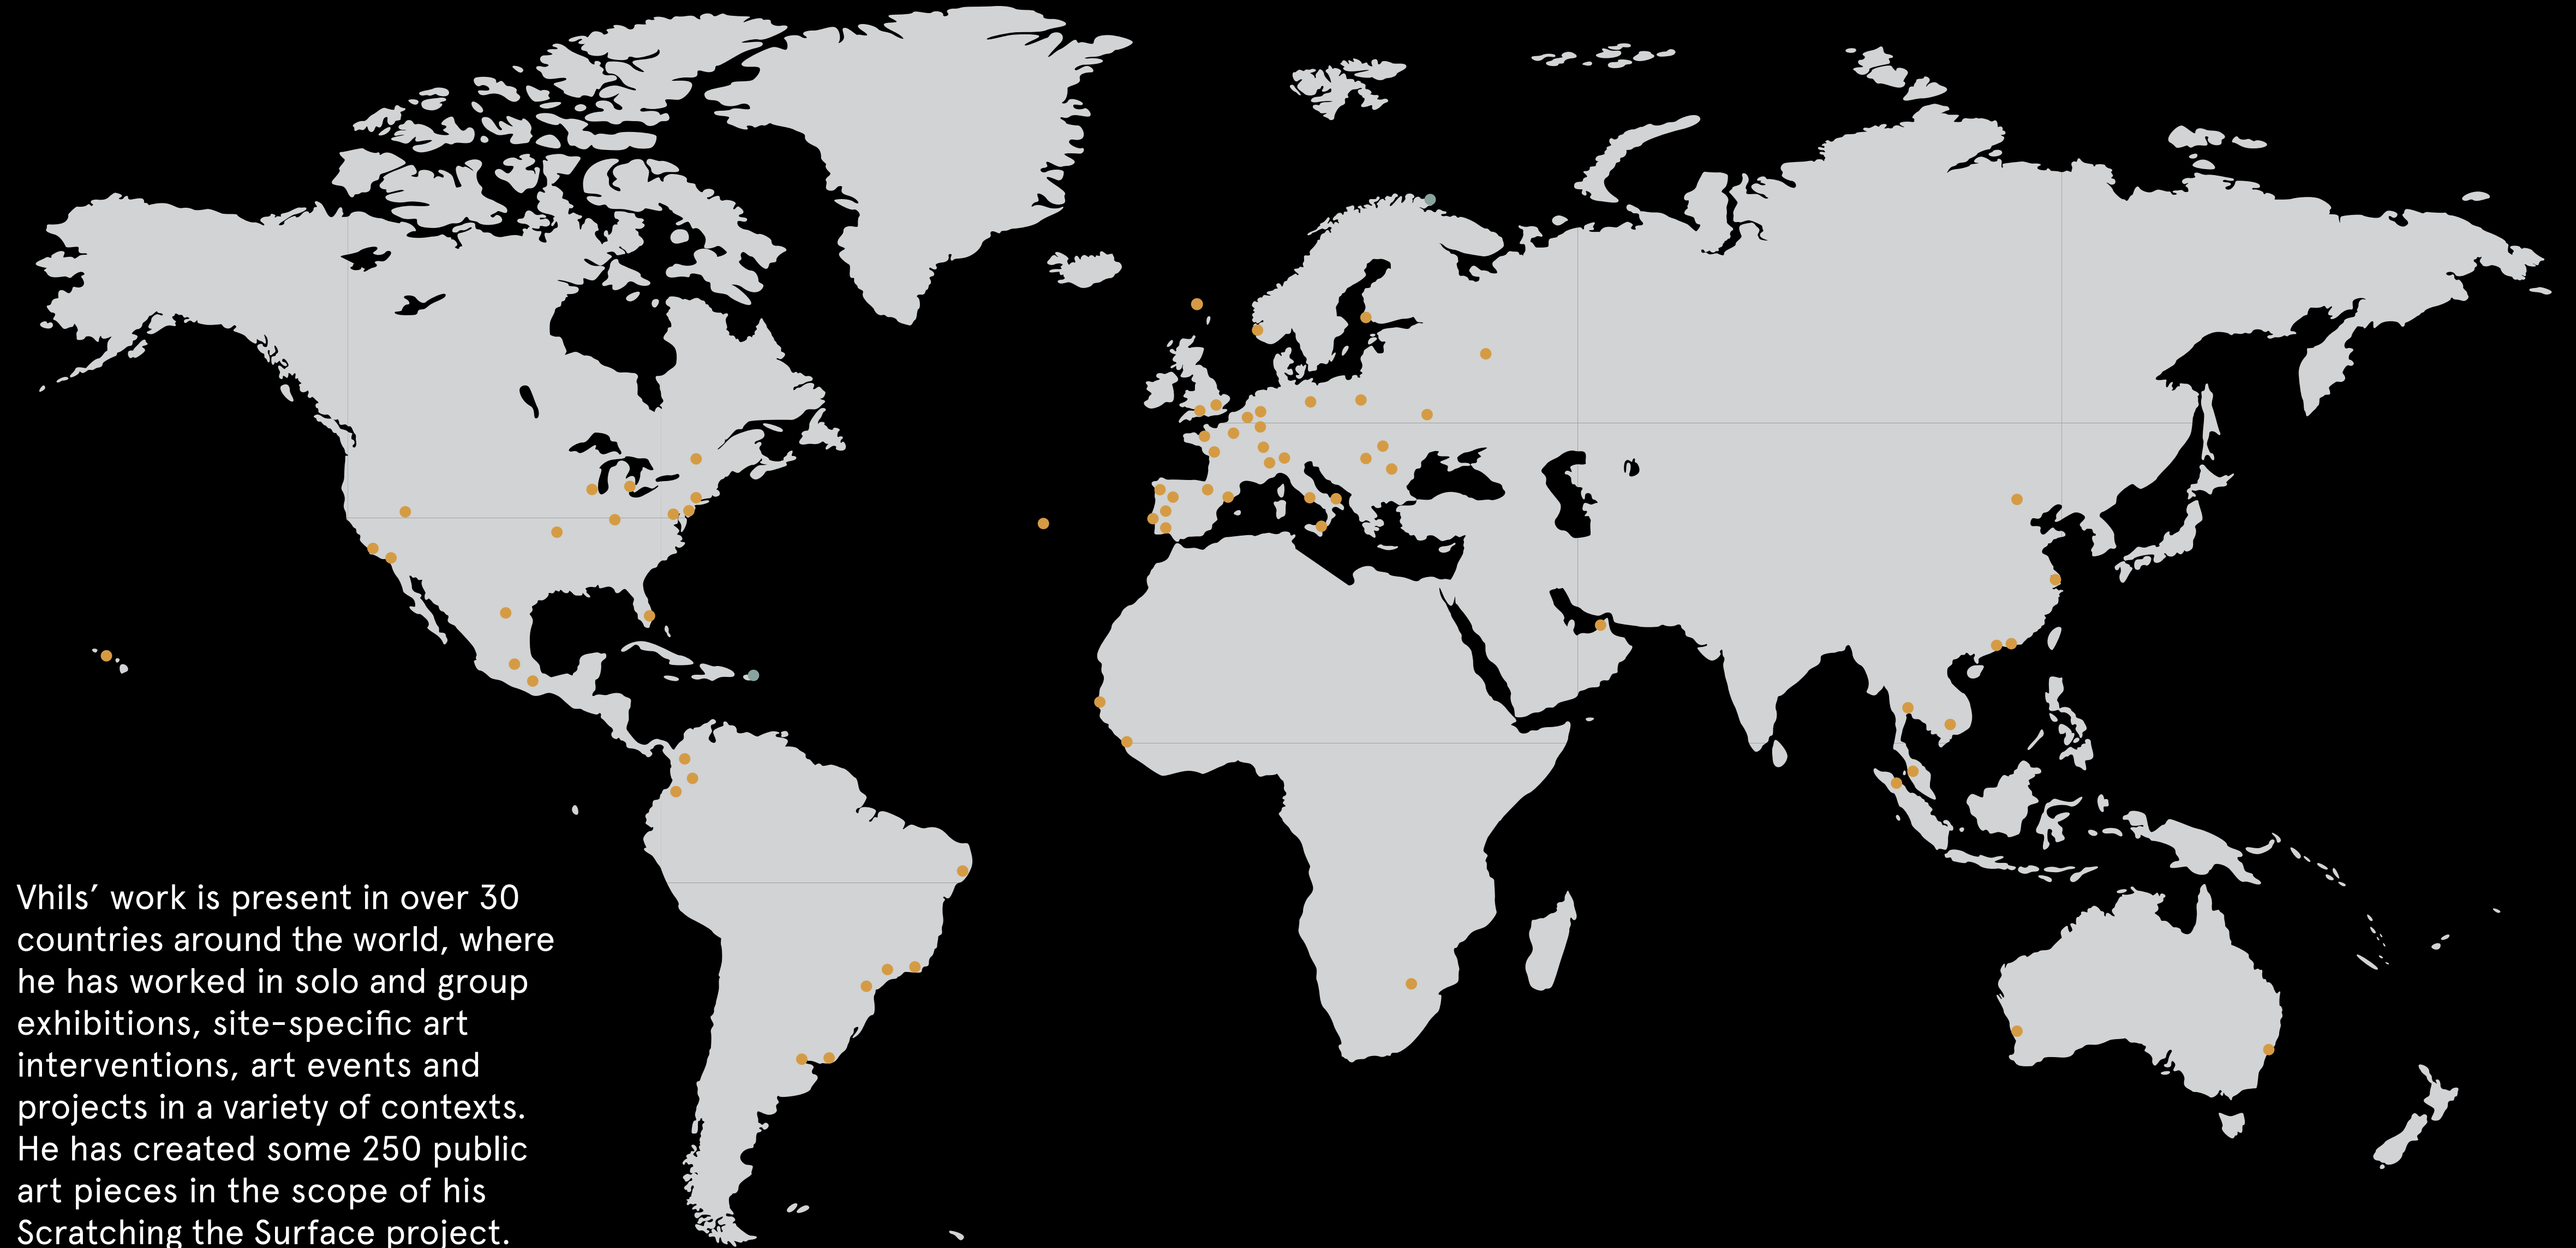 Vhils’ work is present in over 30
countries around the world, where
he has worked in solo and group
exhibitions, site-specific art
interventions, art events and
projects in a variety of contexts.
He has created some 250 public
art pieces in the scope of his
Scratching the Surface project.